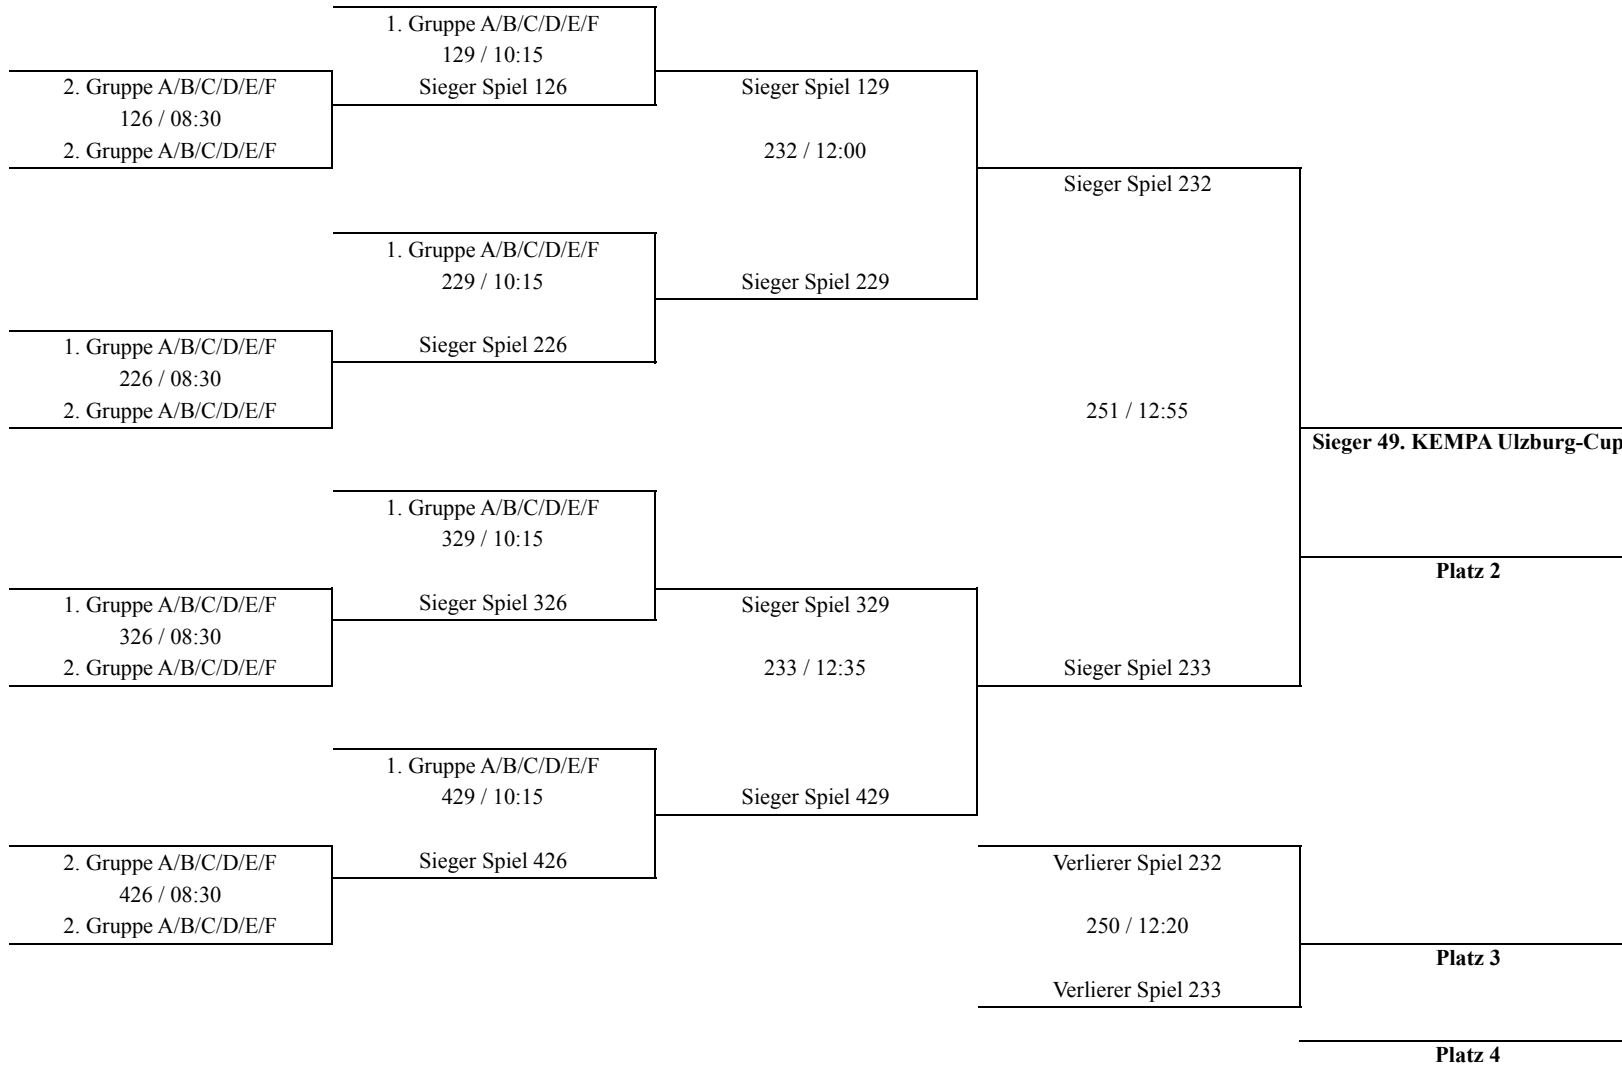 1. Gruppe A/B/C/D/E/F
129 / 10:15
2. Gruppe A/B/C/D/E/F
Sieger Spiel 126
Sieger Spiel 129
126 / 08:30
2. Gruppe A/B/C/D/E/F
232 / 12:00
Sieger Spiel 232
1. Gruppe A/B/C/D/E/F
229 / 10:15
Sieger Spiel 229
1. Gruppe A/B/C/D/E/F
Sieger Spiel 226
226 / 08:30
2. Gruppe A/B/C/D/E/F
251 / 12:55
Sieger 49. KEMPA Ulzburg-Cup
1. Gruppe A/B/C/D/E/F
329 / 10:15
Platz 2
1. Gruppe A/B/C/D/E/F
Sieger Spiel 326
Sieger Spiel 329
326 / 08:30
2. Gruppe A/B/C/D/E/F
233 / 12:35
Sieger Spiel 233
1. Gruppe A/B/C/D/E/F
429 / 10:15
Sieger Spiel 429
2. Gruppe A/B/C/D/E/F
Sieger Spiel 426
Verlierer Spiel 232
426 / 08:30
2. Gruppe A/B/C/D/E/F
250 / 12:20
Platz 3
Verlierer Spiel 233
Platz 4